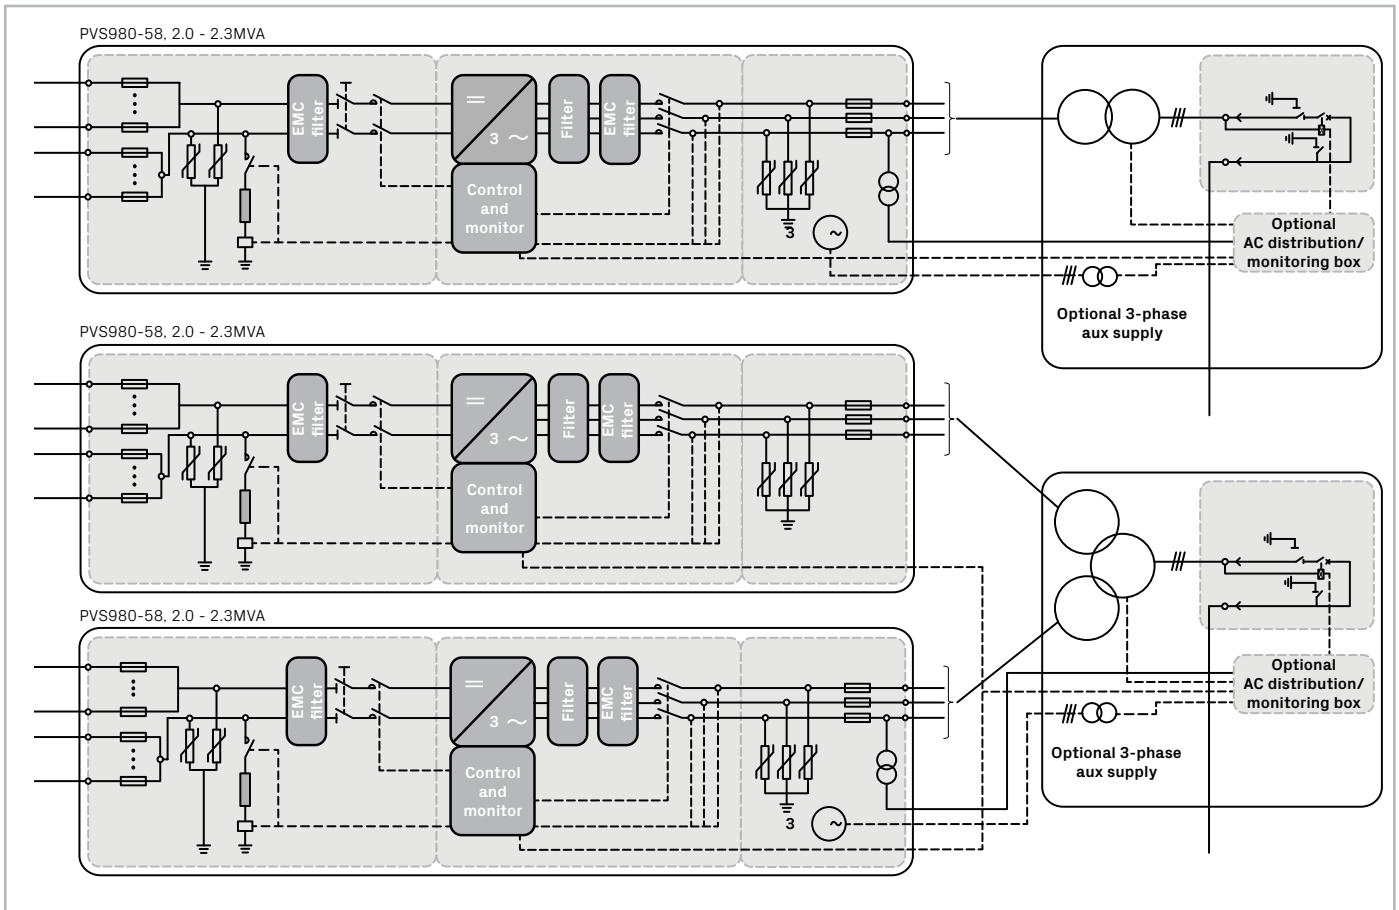 PVS980-58, 2.0 - 2.3MVA
EMC
filter
3
Filter
EMC
filter
Control
and
monitor
3
Optional
AC distribution/
monitoring box
Optional 3-phase
aux supply
PVS980-58, 2.0 - 2.3MVA
EMC
filter
3
Filter
EMC
filter
Control
and
monitor
PVS980-58, 2.0 - 2.3MVA
EMC
filter
3
Filter
EMC
filter
Control
and
monitor
3
Optional
AC distribution/
monitoring box
Optional 3-phase
aux supply